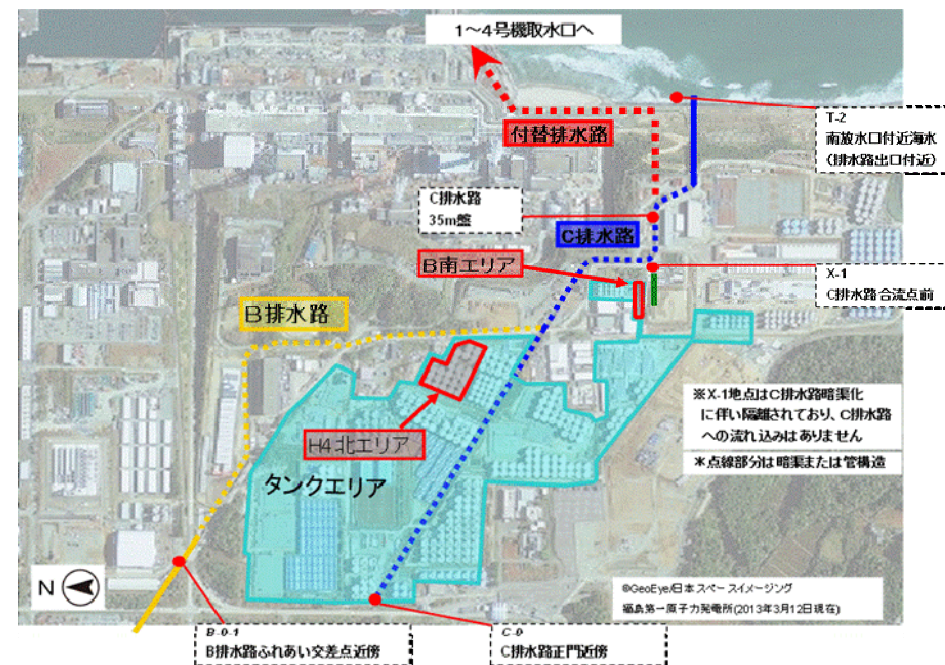 1～4号機取水口へ
付替排水路
T-2
南放水口付近海水
(排水路出口付近)
C排水路
35m盤
C排水路
B南エリア
X-1
C排水路合流点前
B排水路
※X-1地点はC排水路暗渠化
に伴い隔離されており、C排水路
への流れ込みはありません
＊点線部分は暗渠または管構造
H4北エリア
タンクエリア
N
©GeoEye/日本スペースイメージング
福島第一原子力発電所(2013年3月12日現在)
B-0-1
B排水路ふれあい交差点近傍
C-0
C排水路正門近傍